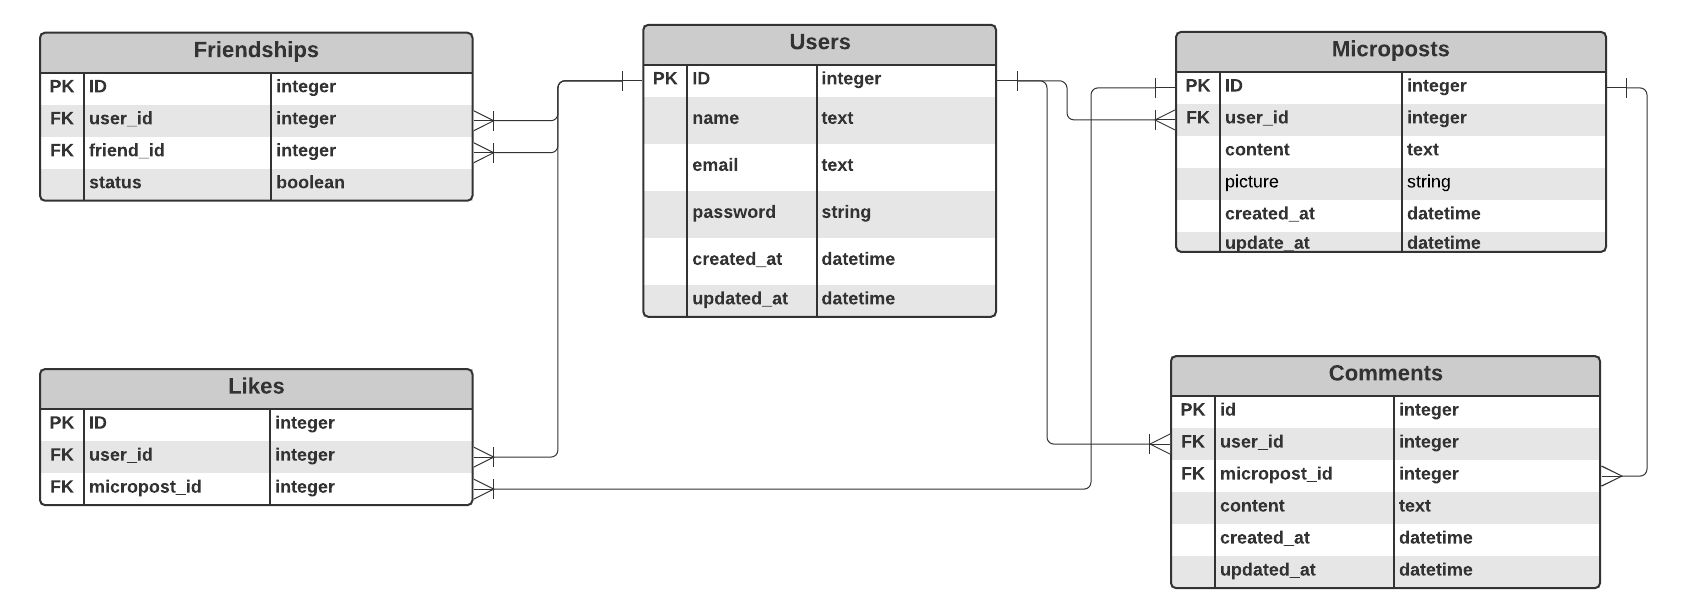 Friendships
PK ID integer
FK user_id integer
FK friend_id integer
status boolean
Users
PK ID integer
name text
email text
password string
created_at datetime
updated_at datetime
Microposts
PK ID integer
FK user_id integer
content text
picture string
created_at datetime
update_at datetime
Likes
PK ID integer
FK user_id integer
FK micropost_id integer
Comments
PK id integer
FK user_id integer
FK micropost_id integer
content text
created_at datetime
updated_at datetime